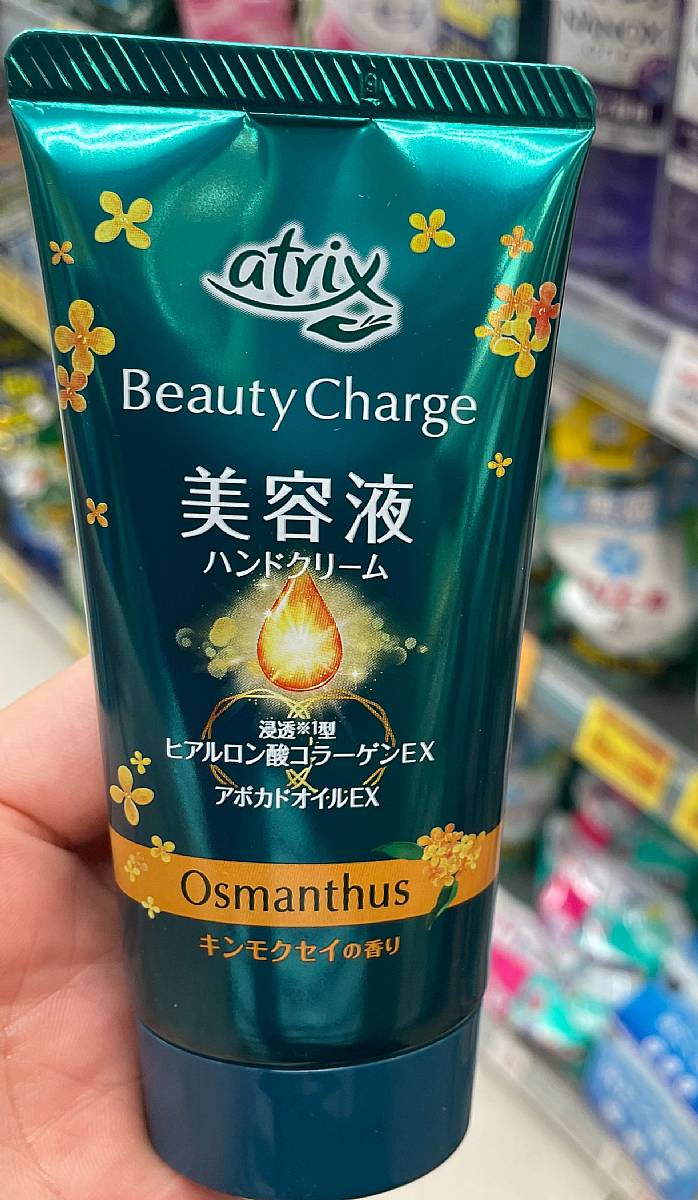 atrix
Beauty Charge
美容液
ハンドクリーム
浸透※1型
ヒアルロン酸コラーゲンEX
×
アボカドオイルEX
Osmanthus
キンモクセイの香り